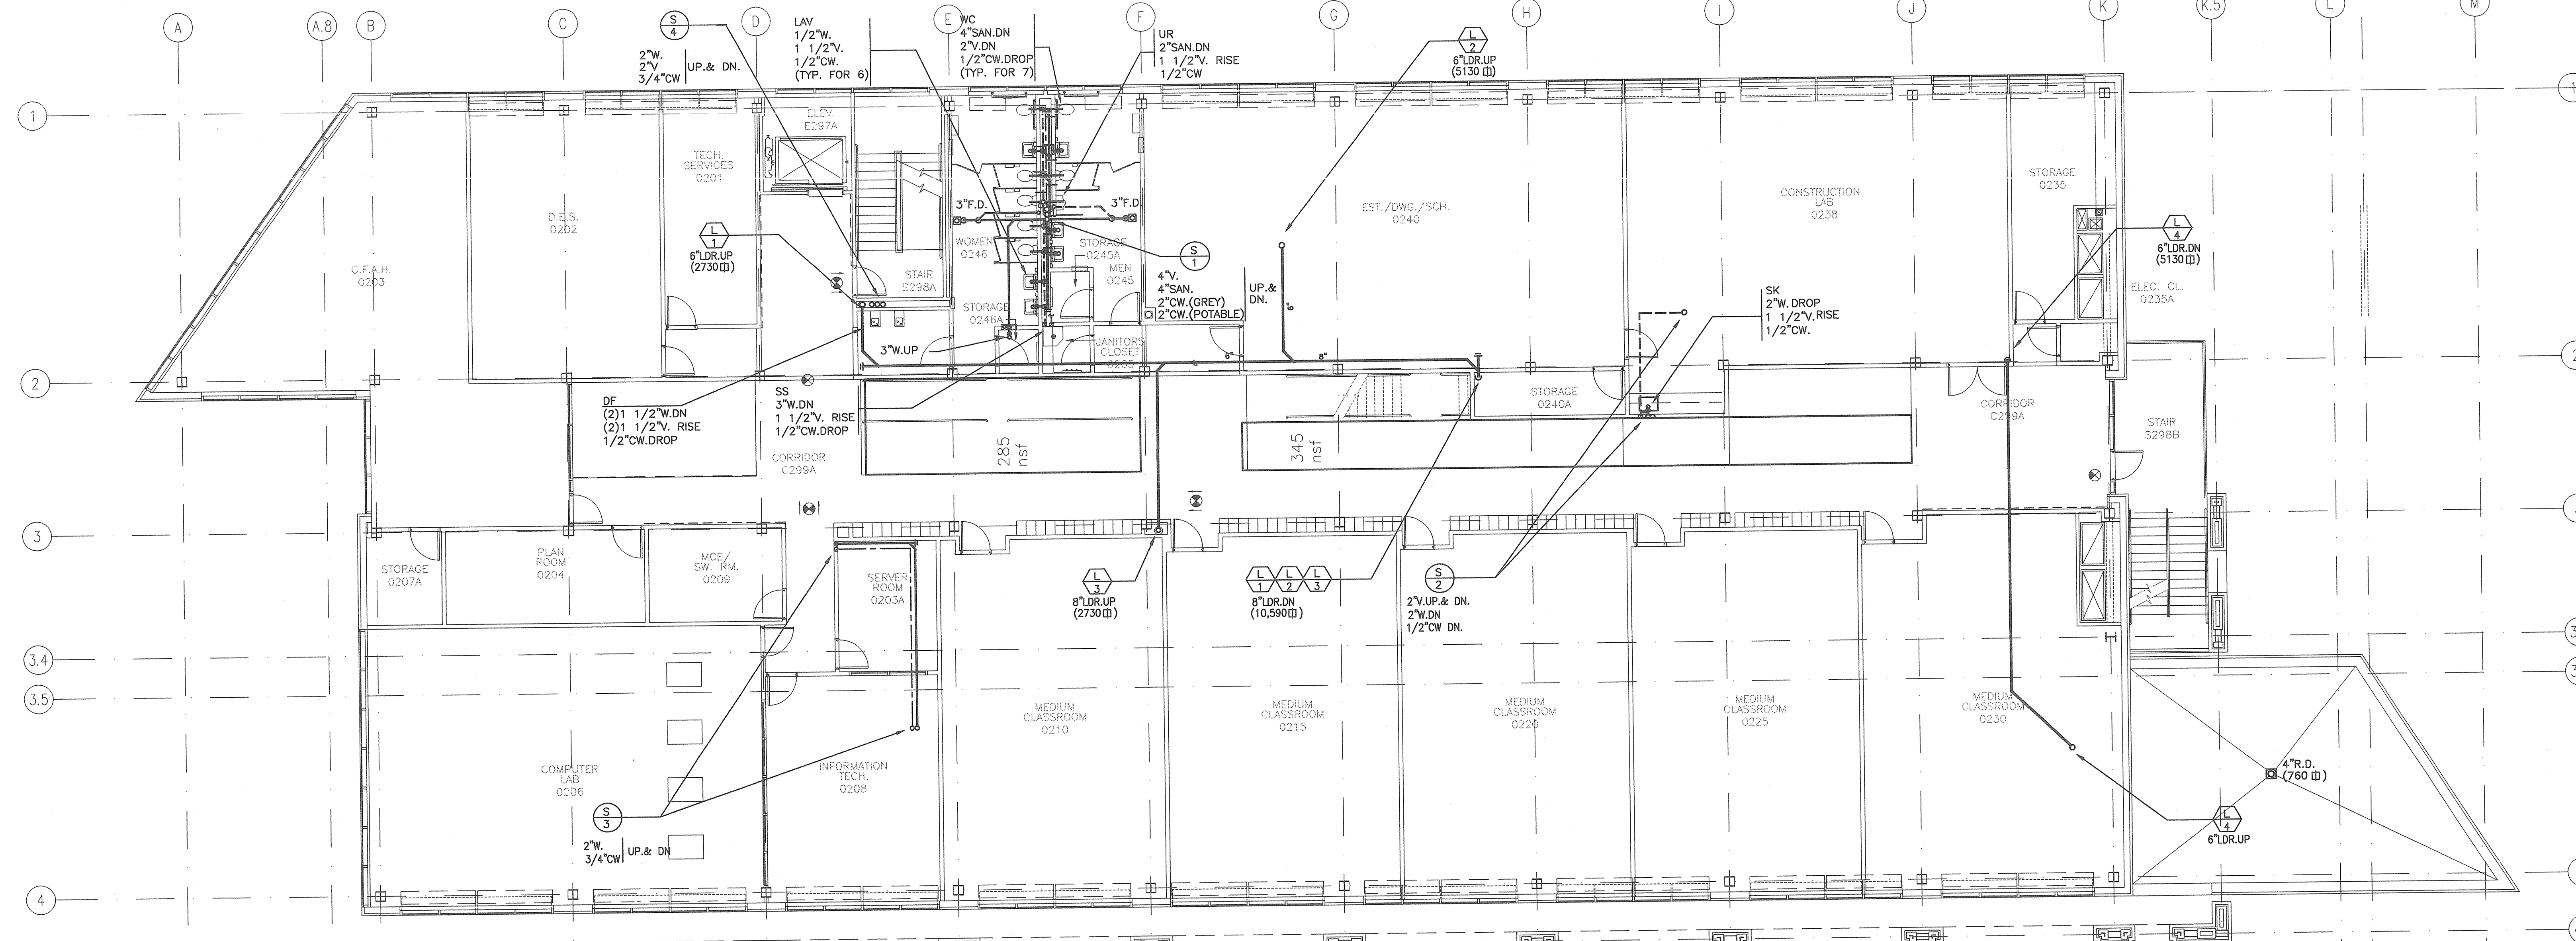 A
A.8
B
C
D
E
F
G
H
I
J
K
K.5
L
M
S
4
2"W.
2"V
3/4"CW
UP.& DN.
LAV
1/2"W.
1 1/2"V.
1/2"CW.
(TYP. FOR 6)
WC
4"SAN.DN
2"V.DN
1/2"CW.DROP
(TYP. FOR 7)
UR
2"SAN.DN
1 1/2"V. RISE
1/2"CW
L
2
6"LDR.UP
(5130 )
1
ELEV.
E297A
TECH.
SERVICES
0201
D.E.S.
0202
C.F.A.H.
0203
L
1
6"LDR.UP
(2730 )
STAIR
S298A
3"F.D.
3"F.D.
WOMEN
0246
STORAGE
0245A
MEN
0245
STORAGE
0246A
JANITORS
CLOSET
0205
3"W.UP
S
1
4"V.
4"SAN.
2"CW.(GREY)
2"CW.(POTABLE)
UP.&
DN.
EST./DWG./SCH.
0240
6"
6"
8"
CONSTRUCTION
LAB
0238
STORAGE
0235
L
4
6"LDR.DN
(5130 )
ELEC. CL.
0235A
SK
2"W. DROP
1 1/2"V.RISE
1/2"CW.
2
DF
(2)1 1/2"W.DN
(2)1 1/2"V. RISE
1/2"CW.DROP
SS
3"W.DN
1 1/2"V. RISE
1/2"CW.DROP
CORRIDOR
C299A
285
nsf
345
nsf
STORAGE
0240A
CORRIDOR
C299A
STAIR
S298B
3
STORAGE
0207A
PLAN
ROOM
0204
MCE/
SW. RM.
0209
SERVER
ROOM
0203A
L
3
8"LDR.UP
(2730 )
L
1
L
2
L
3
8"LDR.DN
(10,590 )
S
2
2"V.UP.& DN.
2"W.DN
1/2"CW DN.
3.4
3.5
COMPUTER
LAB
0206
INFORMATION
TECH.
0208
MEDIUM
CLASSROOM
0210
MEDIUM
CLASSROOM
0215
MEDIUM
CLASSROOM
0220
MEDIUM
CLASSROOM
0225
MEDIUM
CLASSROOM
0230
4"R.D.
(760 )
S
3
2"W.
3/4"CW
UP.& DN
L
4
6"LDR.UP
4